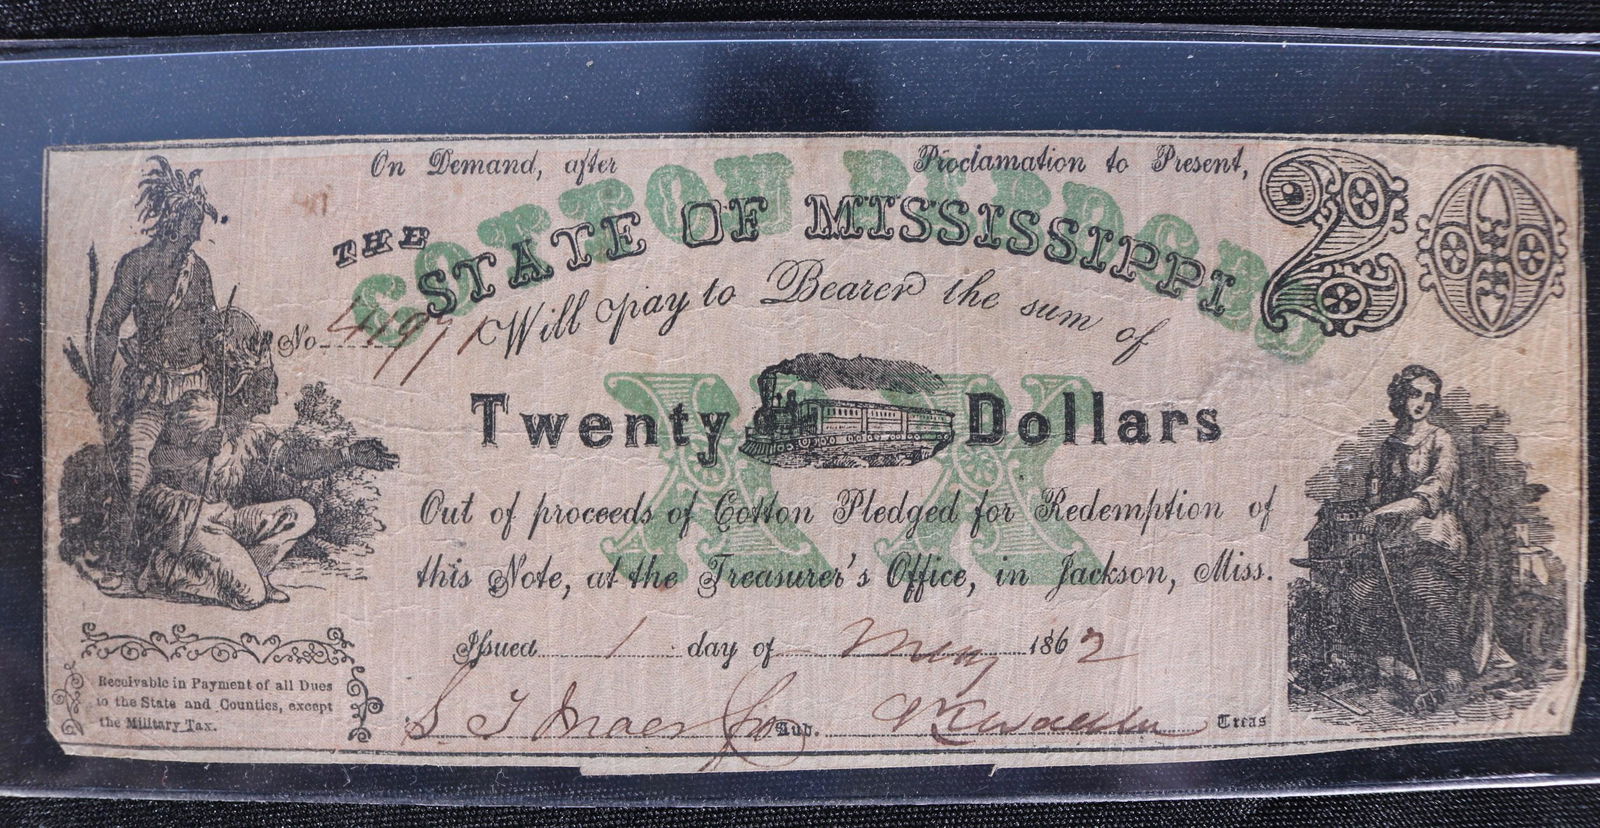 On Demand, after Proclamation to Present,
COTTON PLEDGED
THE STATE OF MISSISSIPPI
20
No 41971 Will pay to Bearer the sum of
XX
Twenty Dollars
Out of proceeds of Cotton Pledged for Redemption of
this Note, at the Treasurer's Office, in Jackson, Miss.
Issued 1 day of May 1862
Receivable in Payment of all Dues
to the State and Counties, except
the Military Tax.
Aud. Treas